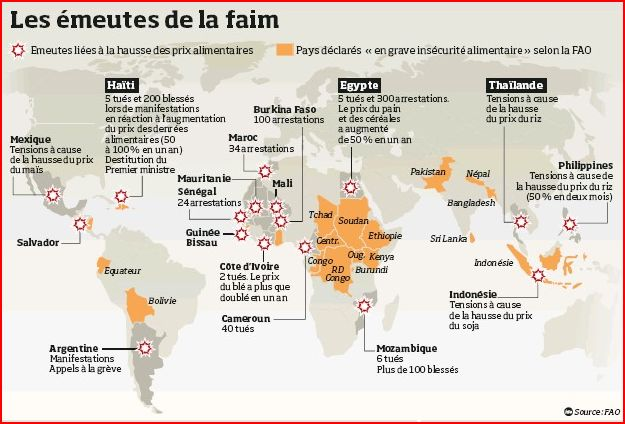 Les émeutes de la faim
Emeutes liées à la hausse des prix alimentaires
Pays déclarés « en grave insécurité alimentaire » selon la FAO
Haïti
5 tués et 200 blessés
lors de manifestations
en réaction à l'augmentation
du prix des denrées
alimentaires (50
à 100 % en un an)
Destitution du
Premier ministre
Burkina Faso
100 arrestations
Egypte
5 tués et 300 arrestations.
Le prix du pain
et des céréales
a augmenté
de 50 % en un an
Thaïlande
Tensions à cause
de la hausse du prix
du riz
Mexique
Tensions à cause
de la hausse du prix
du maïs
Maroc
34 arrestations
Mauritanie
Mali
Sénégal
24 arrestations
Guinée
Bissau
Philippines
Tensions à cause de
la hausse du prix du riz
(50 % en deux mois)
Pakistan
Népal
Bangladesh
Sri Lanka
Tchad
Soudan
Ethiopie
Centr.
Oug.
Kenya
Congo
RD
Congo
Burundi
Salvador
Equateur
Bolivie
Côte d'Ivoire
2 tués. Le prix
du blé a plus que
doublé en un an
Cameroun
40 tués
Indonésie
Indonésie
Tensions à cause
de la hausse du prix
du soja
Argentine
Manifestations
Appels à la grève
Mozambique
6 tués
Plus de 100 blessés
Source : FAO